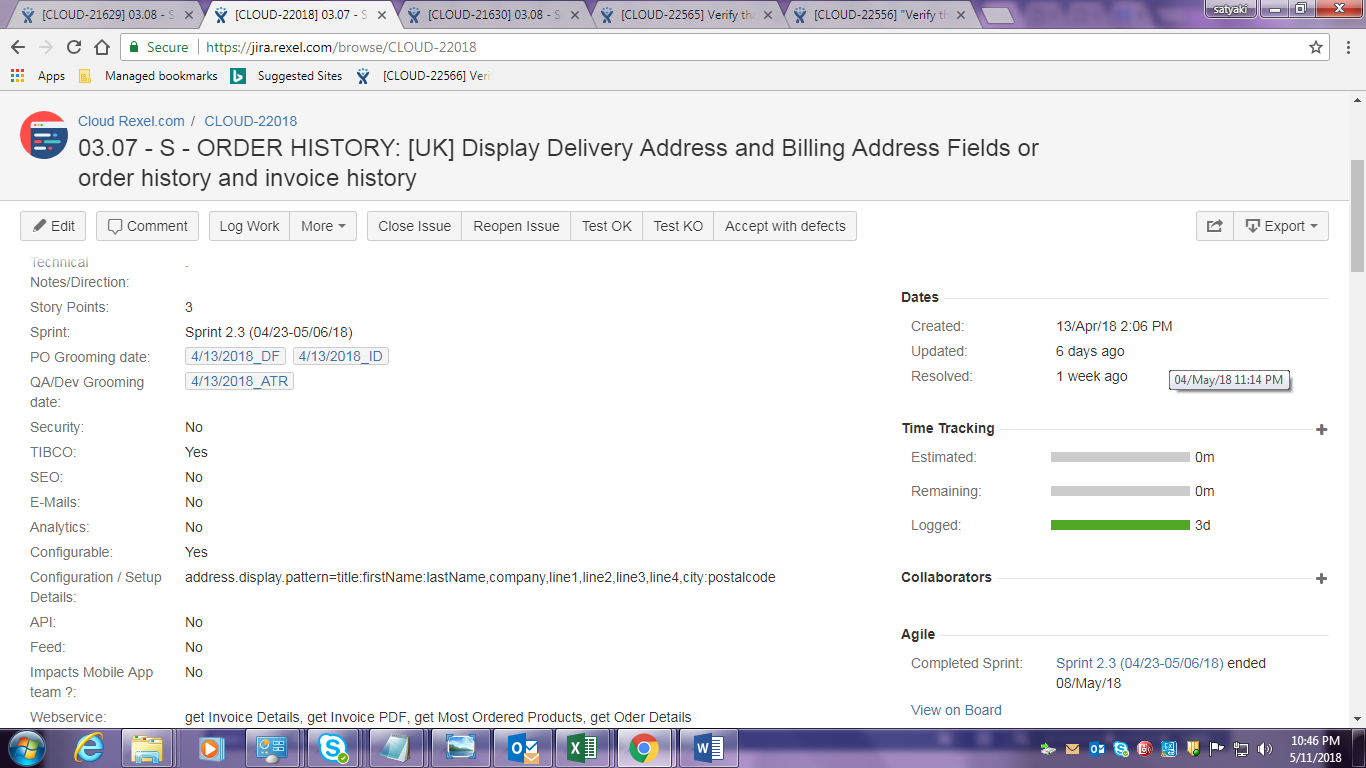 [CLOUD-21629] 03.08 - S
[CLOUD-22018] 03.07 - S
[CLOUD-21630] 03.08 - S
[CLOUD-22565] Verify tha
[CLOUD-22556] "Verify th
satyaki
Secure
https://jira.rexel.com/browse/CLOUD-22018
Apps
Managed bookmarks
Suggested Sites
[CLOUD-22566] Veri
Cloud Rexel.com / CLOUD-22018
03.07 - S - ORDER HISTORY: [UK] Display Delivery Address and Billing Address Fields or
order history and invoice history
Edit
Comment
Log Work
More
Close Issue
Reopen Issue
Test OK
Test KO
Accept with defects
Export
Technical
Notes/Direction:
.
Story Points: 3
Sprint: Sprint 2.3 (04/23-05/06/18)
PO Grooming date: 4/13/2018_DF 4/13/2018_ID
QA/Dev Grooming
date:
4/13/2018_ATR
Security: No
TIBCO: Yes
SEO: No
E-Mails: No
Analytics: No
Configurable: Yes
Configuration / Setup
Details:
address.display.pattern=title:firstName:lastName,company,line1,line2,line3,line4,city:postalcode
API: No
Feed: No
Impacts Mobile App
team ?:
No
Webservice: get Invoice Details, get Invoice PDF, get Most Ordered Products, get Oder Details
Dates
Created: 13/Apr/18 2:06 PM
Updated: 6 days ago
Resolved: 1 week ago
04/May/18 11:14 PM
Time Tracking
Estimated: 0m
Remaining: 0m
Logged: 3d
Collaborators
Agile
Completed Sprint: Sprint 2.3 (04/23-05/06/18) ended
08/May/18
View on Board
10:46 PM
5/11/2018